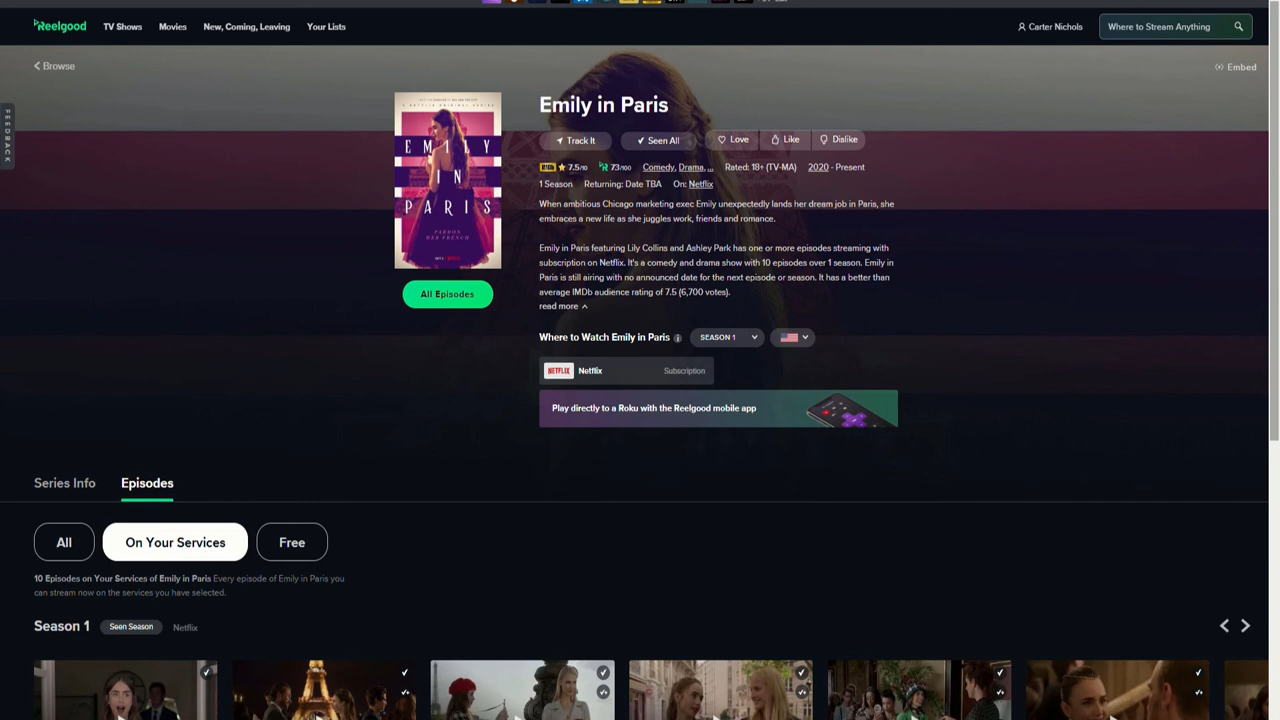 Reelgood
TV Shows
Movies
New, Coming, Leaving
Your Lists
Carter Nichols
Where to Stream Anything
Browse
Embed
FEEDBACK
EMILY
IN
PARIS
PARDON
HER FRENCH
All Episodes
Emily in Paris
Track It
Seen All
Love
Like
Dislike
7.5/10 73/100 Comedy, Drama, ... Rated: 18+ (TV-MA) 2020 - Present
1 Season Returning: Date TBA On: Netflix
When ambitious Chicago marketing exec Emily unexpectedly lands her dream job in Paris, she
embraces a new life as she juggles work, friends and romance.
Emily in Paris featuring Lily Collins and Ashley Park has one or more episodes streaming with
subscription on Netflix. It's a comedy and drama show with 10 episodes over 1 season. Emily in
Paris is still airing with no announced date for the next episode or season. It has a better than
average IMDb audience rating of 7.5 (6,700 votes).
read more
Where to Watch Emily in Paris
SEASON 1
NETFLIX Netflix Subscription
Play directly to a Roku with the Reelgood mobile app
Series Info
Episodes
All
On Your Services
Free
10 Episodes on Your Services of Emily in Paris Every episode of Emily in Paris you
can stream now on the services you have selected.
Season 1
Seen Season
Netflix